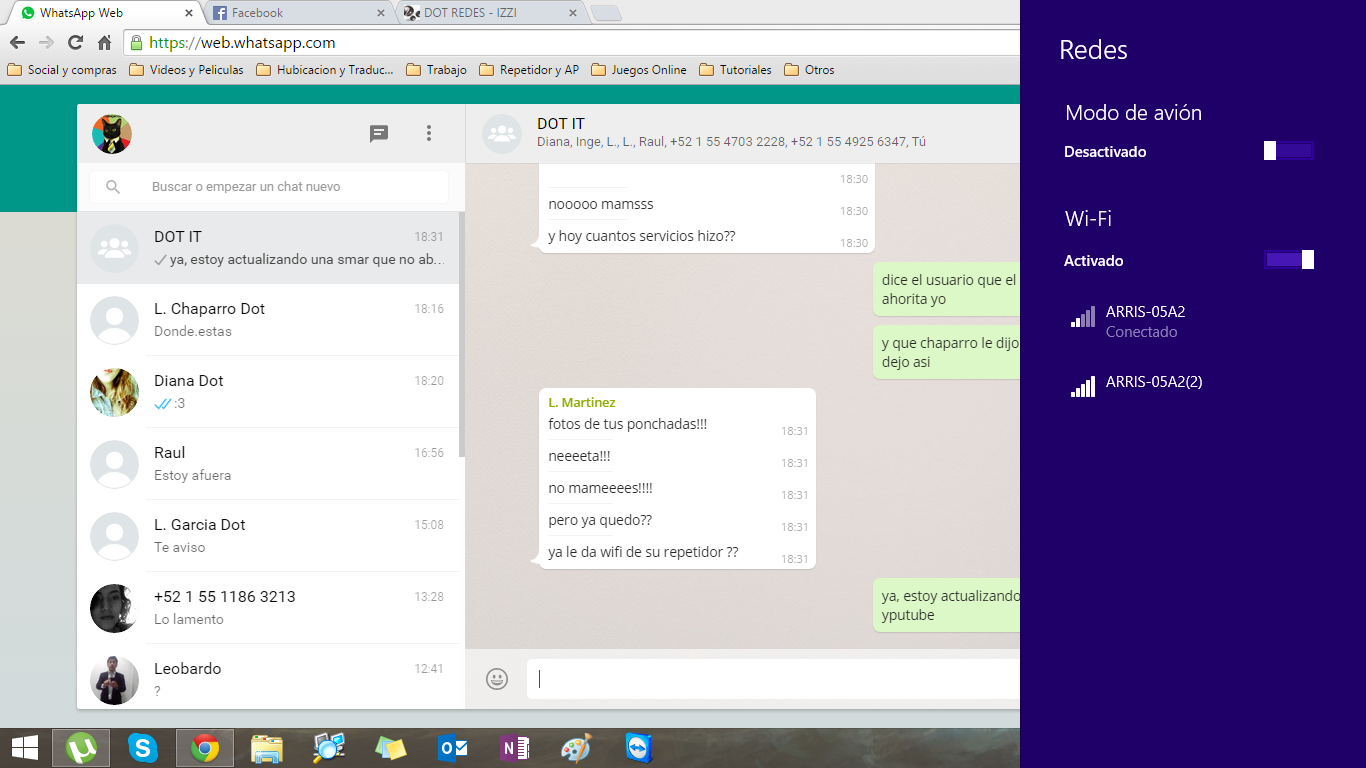 WhatsApp Web
Facebook
DOT REDES - IZZI
https://web.whatsapp.com
Social y compras
Videos y Peliculas
Hubicacion y Traduc...
Trabajo
Repetidor y AP
Juegos Online
Tutoriales
Otros
Buscar o empezar un chat nuevo
DOT IT
18:31
ya, estoy actualizando una smar que no ab...
L. Chaparro Dot
18:16
Donde.estas
Diana Dot
18:20
:3
Raul
16:56
Estoy afuera
L. Garcia Dot
15:08
Te aviso
+52 1 55 1186 3213
13:28
Lo lamento
Leobardo
12:41
?
DOT IT
Diana, Inge, L., L., Raul, +52 1 55 4703 2228, +52 1 55 4925 6347, Tú
18:30
nooooo mamsss
18:30
y hoy cuantos servicios hizo??
18:30
dice el usuario que el
ahorita yo
y que chaparro le dijo
dejo asi
L. Martinez
fotos de tus ponchadas!!!
18:31
neeeeta!!!
18:31
no mameeees!!!!
18:31
pero ya quedo??
18:31
ya le da wifi de su repetidor ??
18:31
ya, estoy actualizando
yputube
Redes
Modo de avión
Desactivado
Wi-Fi
Activado
ARRIS-05A2
Conectado
ARRIS-05A2(2)